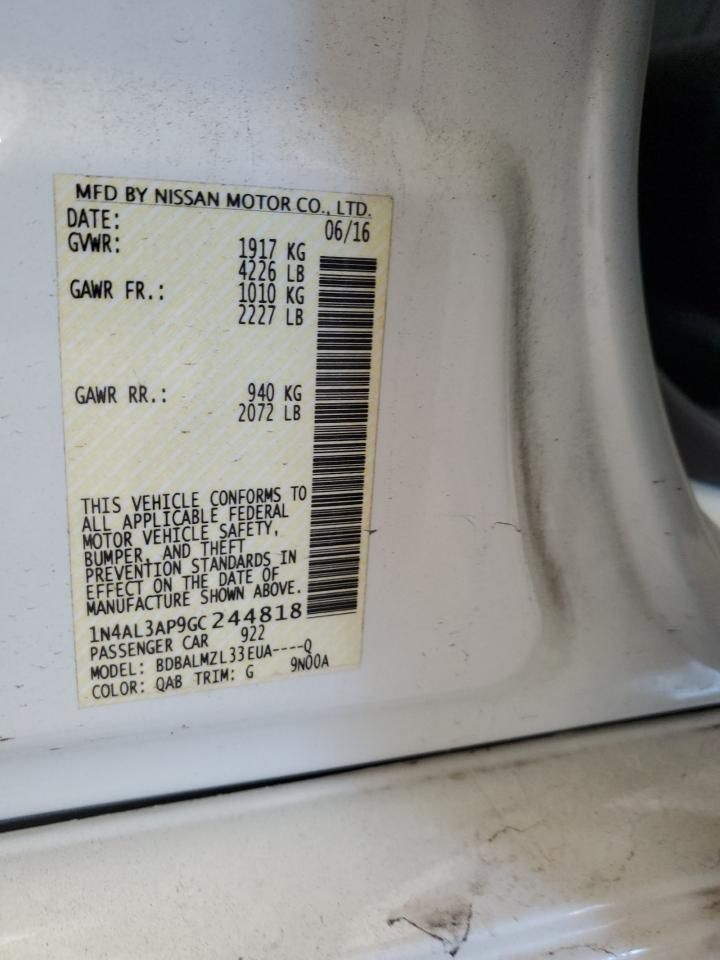 MFD BY NISSAN MOTOR CO., LTD.
DATE: 06/16
GVWR: 1917 KG
4226 LB
GAWR FR.: 1010 KG
2227 LB
GAWR RR.: 940 KG
2072 LB
THIS VEHICLE CONFORMS TO
ALL APPLICABLE FEDERAL
MOTOR VEHICLE SAFETY,
BUMPER, AND THEFT
PREVENTION STANDARDS IN
EFFECT ON THE DATE OF
MANUFACTURE SHOWN ABOVE.
1N4AL3AP9GC244818
PASSENGER CAR 922
MODEL: BDBALMZL33EUA----Q
COLOR: QAB TRIM: G 9N00A